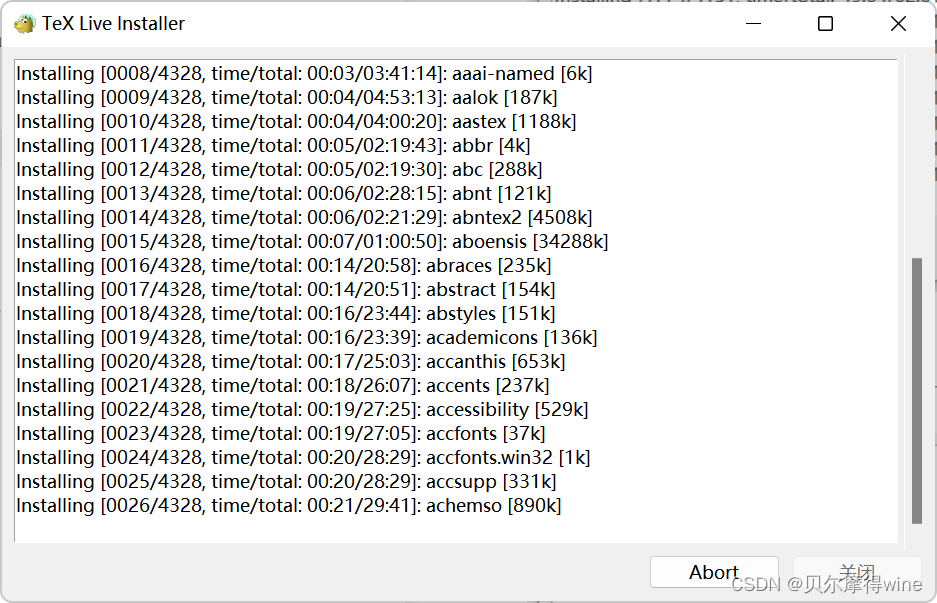 TeX Live Installer
Installing [0008/4328, time/total: 00:03/03:41:14]: aaai-named [6k]
Installing [0009/4328, time/total: 00:04/04:53:13]: aalok [187k]
Installing [0010/4328, time/total: 00:04/04:00:20]: aastex [1188k]
Installing [0011/4328, time/total: 00:05/02:19:43]: abbr [4k]
Installing [0012/4328, time/total: 00:05/02:19:30]: abc [288k]
Installing [0013/4328, time/total: 00:06/02:28:15]: abnt [121k]
Installing [0014/4328, time/total: 00:06/02:21:29]: abntex2 [4508k]
Installing [0015/4328, time/total: 00:07/01:00:50]: aboensis [34288k]
Installing [0016/4328, time/total: 00:14/20:58]: abraces [235k]
Installing [0017/4328, time/total: 00:14/20:51]: abstract [154k]
Installing [0018/4328, time/total: 00:16/23:44]: abstyles [151k]
Installing [0019/4328, time/total: 00:16/23:39]: academicons [136k]
Installing [0020/4328, time/total: 00:17/25:03]: accanthis [653k]
Installing [0021/4328, time/total: 00:18/26:07]: accents [237k]
Installing [0022/4328, time/total: 00:19/27:25]: accessibility [529k]
Installing [0023/4328, time/total: 00:19/27:05]: accfonts [37k]
Installing [0024/4328, time/total: 00:20/28:29]: accfonts.win32 [1k]
Installing [0025/4328, time/total: 00:20/28:29]: accsupp [331k]
Installing [0026/4328, time/total: 00:21/29:41]: achemso [890k]
Abort 关闭
CSDN @贝尔摩得wine